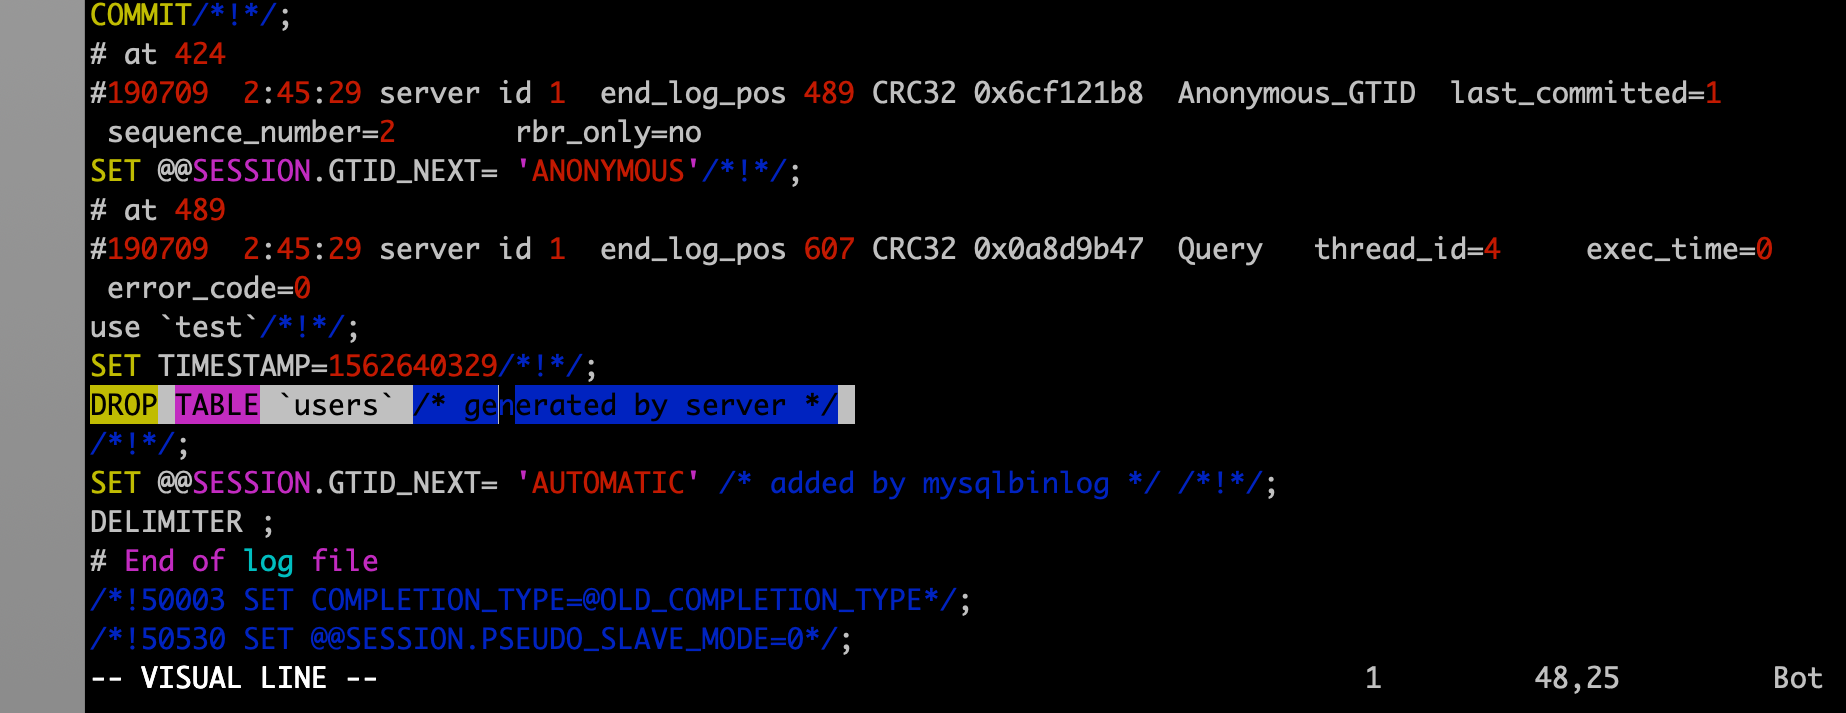 COMMIT/*!*/;
# at 424
#190709  2:45:29 server id 1  end_log_pos 489 CRC32 0x6cf121b8  Anonymous_GTID  last_committed=1
 sequence_number=2       rbr_only=no
SET @@SESSION.GTID_NEXT= 'ANONYMOUS'/*!*/;
# at 489
#190709  2:45:29 server id 1  end_log_pos 607 CRC32 0x0a8d9b47  Query   thread_id=4     exec_time=0
 error_code=0
use `test`/*!*/;
SET TIMESTAMP=1562640329/*!*/;
DROP TABLE `users` /* generated by server */
/*!*/;
SET @@SESSION.GTID_NEXT= 'AUTOMATIC' /* added by mysqlbinlog */ /*!*/;
DELIMITER ;
# End of log file
/*!50003 SET COMPLETION_TYPE=@OLD_COMPLETION_TYPE*/;
/*!50530 SET @@SESSION.PSEUDO_SLAVE_MODE=0*/;
-- VISUAL LINE --                                                          1         48,25         Bot